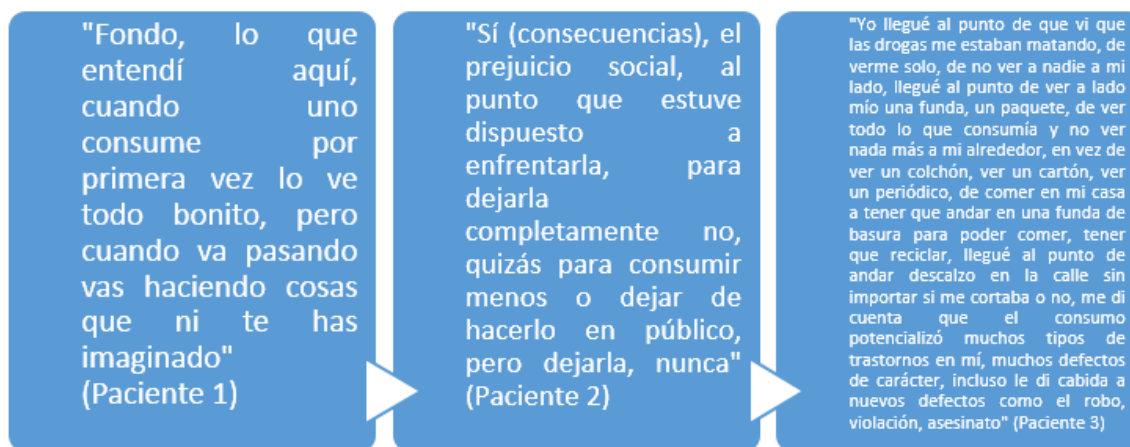 "Fondo, lo que
entendí aquí,
cuando uno
consume por
primera vez lo ve
todo bonito, pero
cuando va pasando
vas haciendo cosas
que ni te has
imaginado"
(Paciente 1)
"Sí (consecuencias), el
prejuicio social, al
punto que estuve
dispuesto a
enfrentarla, para
dejarla
completamente no,
quizás para consumir
menos o dejar de
hacerlo en público,
pero dejarla, nunca"
(Paciente 2)
"Yo llegué al punto de que vi que
las drogas me estaban matando, de
verme solo, de no ver a nadie a mi
lado, llegué al punto de ver a lado
mío una funda, un paquete, de ver
todo lo que consumía y no ver
nada más a mi alrededor, en vez de
ver un colchón, ver un cartón, ver
un periódico, de comer en mi casa
a tener que andar en una funda de
basura para poder comer, tener
que reciclar, llegué al punto de
andar descalzo en la calle sin
importar si me cortaba o no, me di
cuenta que el consumo
potencializó muchos tipos de
trastornos en mí, muchos defectos
de carácter, incluso le di cabida a
nuevos defectos como el robo,
violación, asesinato" (Paciente 3)